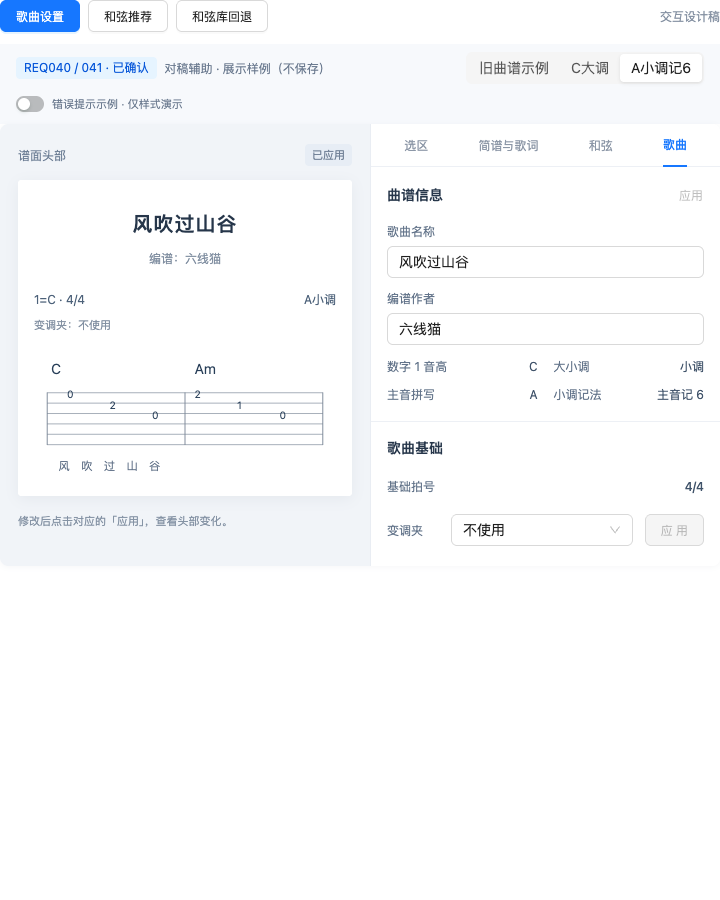 歌曲设置 和弦推荐 和弦库回退 交互设计稿
REQ040 / 041 · 已确认 对稿辅助 · 展示样例（不保存） 旧曲谱示例 C大调 A小调记6
错误提示示例 · 仅样式演示
谱面头部 已应用
风吹过山谷
编谱：六线猫
1=C · 4/4 A小调
变调夹：不使用
C Am
0 2
2 1
0 0
风 吹 过 山 谷
修改后点击对应的「应用」，查看头部变化。
选区 简谱与歌词 和弦 歌曲
曲谱信息 应用
歌曲名称
风吹过山谷
编谱作者
六线猫
数字 1 音高 C 大小调 小调
主音拼写 A 小调记法 主音记 6
歌曲基础
基础拍号 4/4
变调夹 不使用 应 用